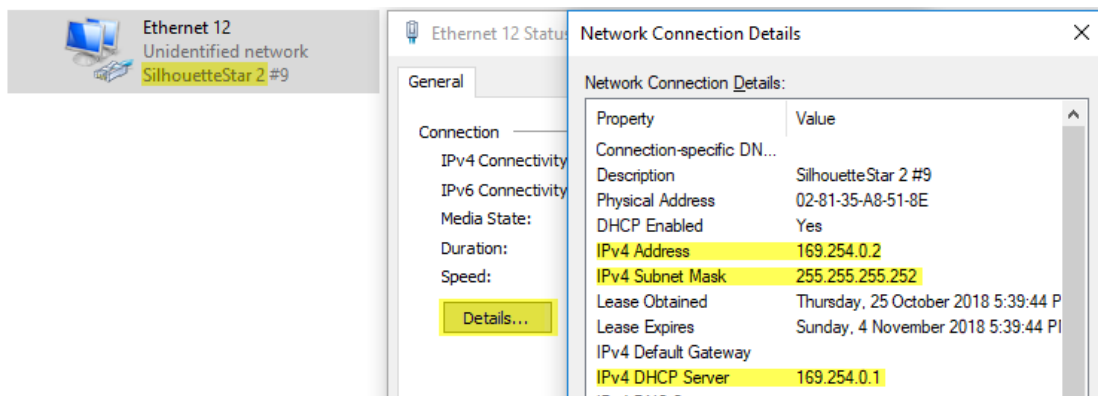 Ethernet 12
Unidentified network
SilhouetteStar 2 #9
Ethernet 12 Status
General
Connection
IPv4 Connectivity
IPv6 Connectivity
Media State:
Duration:
Speed:
Details...
Network Connection Details
Network Connection Details:
Property Value
Connection-specific DN...
Description SilhouetteStar 2 #9
Physical Address 02-81-35-A8-51-8E
DHCP Enabled Yes
IPv4 Address 169.254.0.2
IPv4 Subnet Mask 255.255.255.252
Lease Obtained Thursday, 25 October 2018 5:39:44 P
Lease Expires Sunday, 4 November 2018 5:39:44 P
IPv4 Default Gateway
IPv4 DHCP Server 169.254.0.1